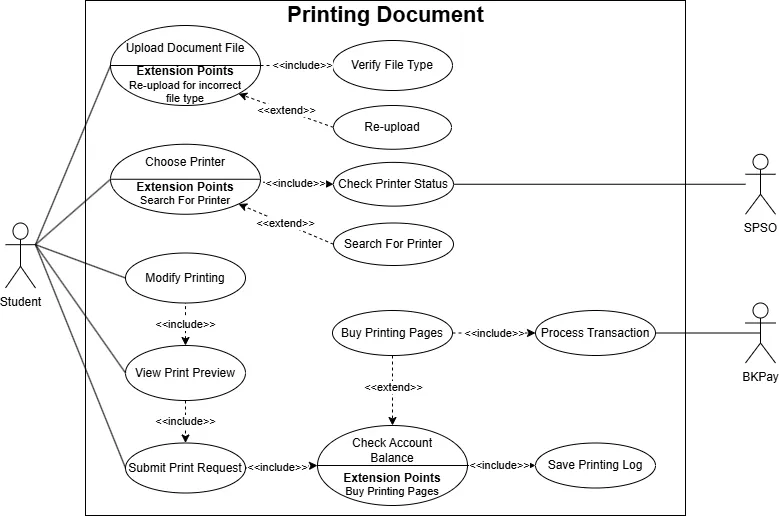 Printing Document
Upload Document File
Extension Points
Re-upload for incorrect
file type
<<include>>
Verify File Type
<<extend>>
Re-upload
Choose Printer
Extension Points
Search For Printer
<<include>>
Check Printer Status
SPSO
<<extend>>
Search For Printer
Student
Modify Printing
<<include>>
Buy Printing Pages
<<include>>
Process Transaction
BKPay
View Print Preview
<<extend>>
<<include>>
Submit Print Request
<<include>>
Check Account
Balance
Extension Points
Buy Printing Pages
<<include>>
Save Printing Log